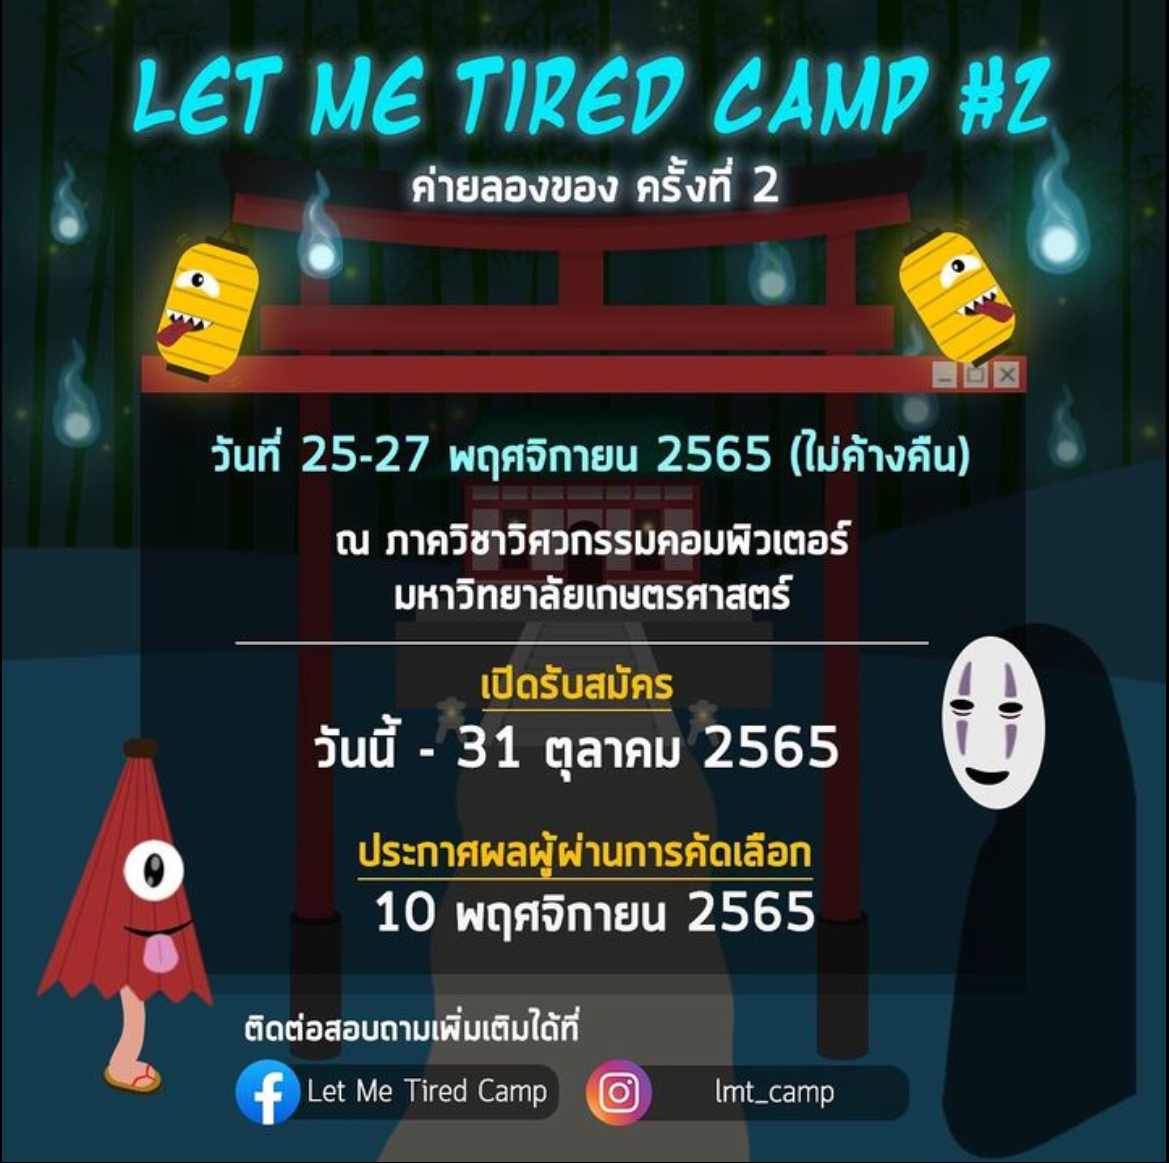 LET ME TIRED CAMP #2
ค่ายลองของ ครั้งที่ 2
วันที่ 25-27 พฤศจิกายน 2565 (ไม่ค้างคืน)
ณ ภาควิชาวิศวกรรมคอมพิวเตอร์
มหาวิทยาลัยเกษตรศาสตร์
เปิดรับสมัคร
วันนี้ - 31 ตุลาคม 2565
ประกาศผลผู้ผ่านการคัดเลือก
10 พฤศจิกายน 2565
ติดต่อสอบถามเพิ่มเติมได้ที่
Let Me Tired Camp lmt_camp